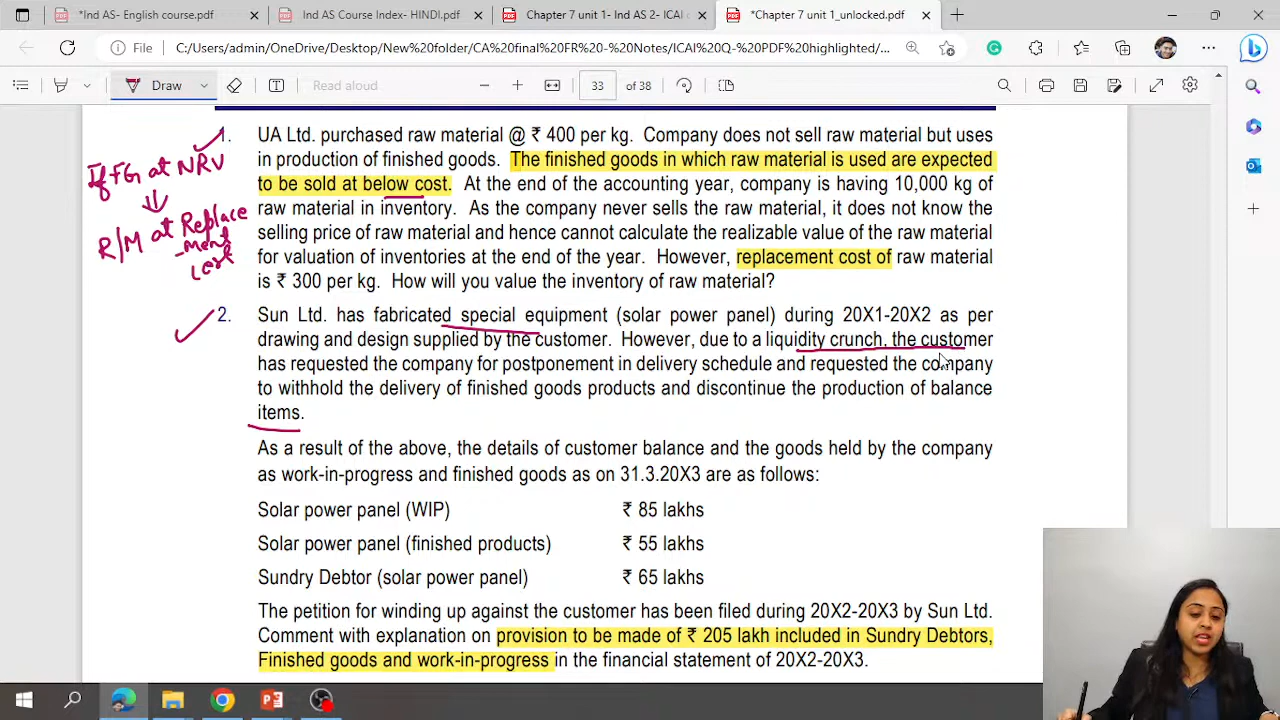 *Ind AS- English course.pdf
Ind AS Course Index- HINDI.pdf
Chapter 7 unit 1- Ind AS 2- ICAI
*Chapter 7 unit 1_unlocked.pdf
File
C:/Users/admin/OneDrive/Desktop/New%20folder/CA%20final%20FR%20-%20Notes/ICAI%20Q-%20PDF%20highlighted/...
Draw
Read aloud
33 of 38
1. UA Ltd. purchased raw material @ ₹ 400 per kg. Company does not sell raw material but uses
in production of finished goods. The finished goods in which raw material is used are expected
to be sold at below cost. At the end of the accounting year, company is having 10,000 kg of
raw material in inventory. As the company never sells the raw material, it does not know the
selling price of raw material and hence cannot calculate the realizable value of the raw material
for valuation of inventories at the end of the year. However, replacement cost of raw material
is ₹ 300 per kg. How will you value the inventory of raw material?
If FG at NRV
R/M at Replace
-ment
cost
2. Sun Ltd. has fabricated special equipment (solar power panel) during 20X1-20X2 as per
drawing and design supplied by the customer. However, due to a liquidity crunch, the customer
has requested the company for postponement in delivery schedule and requested the company
to withhold the delivery of finished goods products and discontinue the production of balance
items.
As a result of the above, the details of customer balance and the goods held by the company
as work-in-progress and finished goods as on 31.3.20X3 are as follows:
Solar power panel (WIP) ₹ 85 lakhs
Solar power panel (finished products) ₹ 55 lakhs
Sundry Debtor (solar power panel) ₹ 65 lakhs
The petition for winding up against the customer has been filed during 20X2-20X3 by Sun Ltd.
Comment with explanation on provision to be made of ₹ 205 lakh included in Sundry Debtors,
Finished goods and work-in-progress in the financial statement of 20X2-20X3.